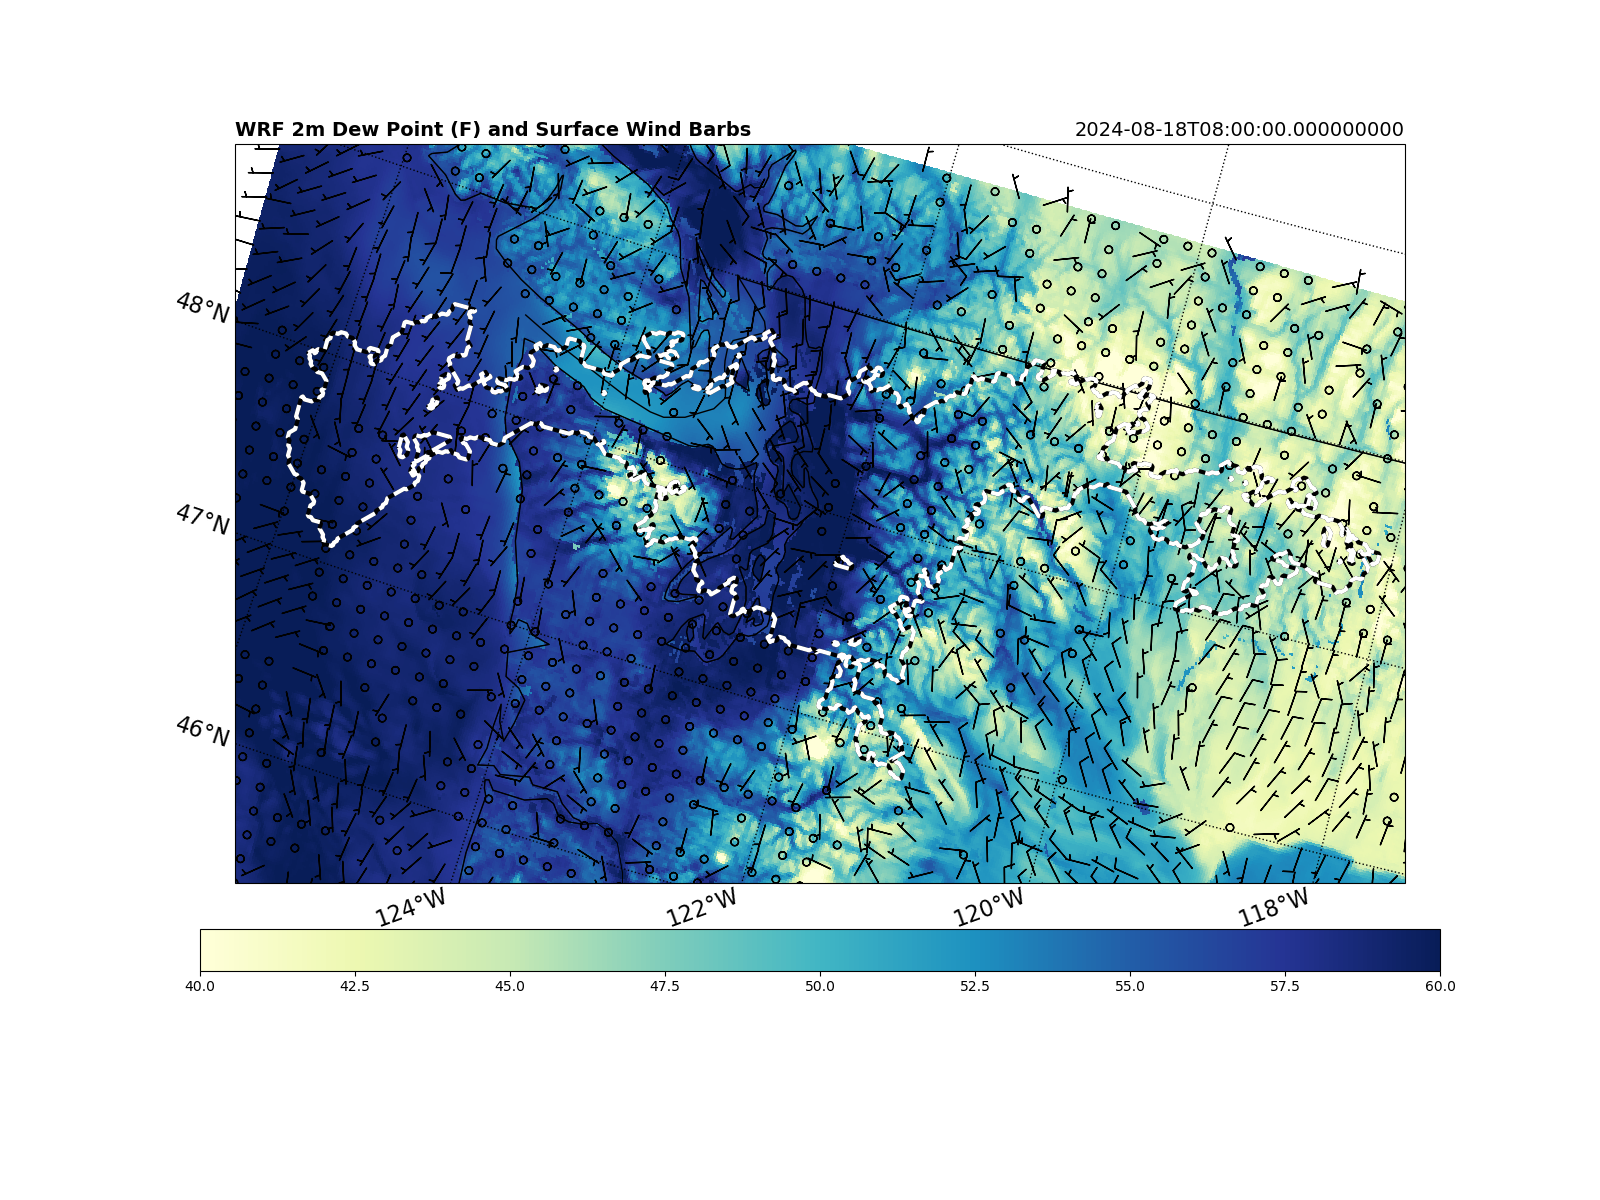 WRF 2m Dew Point (F) and Surface Wind Barbs
2024-08-18T08:00:00.000000000
48°N
47°N
46°N
124°W
122°W
120°W
118°W
40.0
42.5
45.0
47.5
50.0
52.5
55.0
57.5
60.0